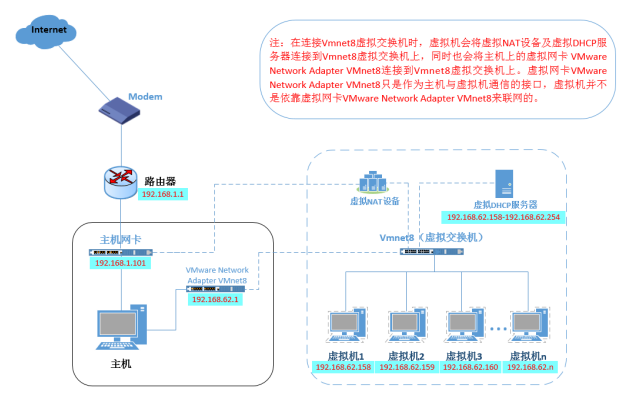 Internet
注：在连接Vmnet8虚拟交换机时，虚拟机会将虚拟NAT设备及虚拟DHCP服
务器连接到Vmnet8虚拟交换机上，同时也会将主机上的虚拟网卡 VMware
Network Adapter VMnet8连接到Vmnet8虚拟交换机上。虚拟网卡VMware
Network Adapter VMnet8只是作为主机与虚拟机通信的接口，虚拟机并不
是依靠虚拟网卡VMware Network Adapter VMnet8来联网的。
Modem
路由器
192.168.1.1
虚拟NAT设备
虚拟DHCP服务器
192.168.62.158-192.168.62.254
主机网卡
192.168.1.101
Vmnet8（虚拟交换机）
VMware Network
Adapter VMnet8
192.168.62.1
主机
虚拟机1
192.168.62.158
虚拟机2
192.168.62.159
虚拟机3
192.168.62.160
虚拟机n
192.168.62.n